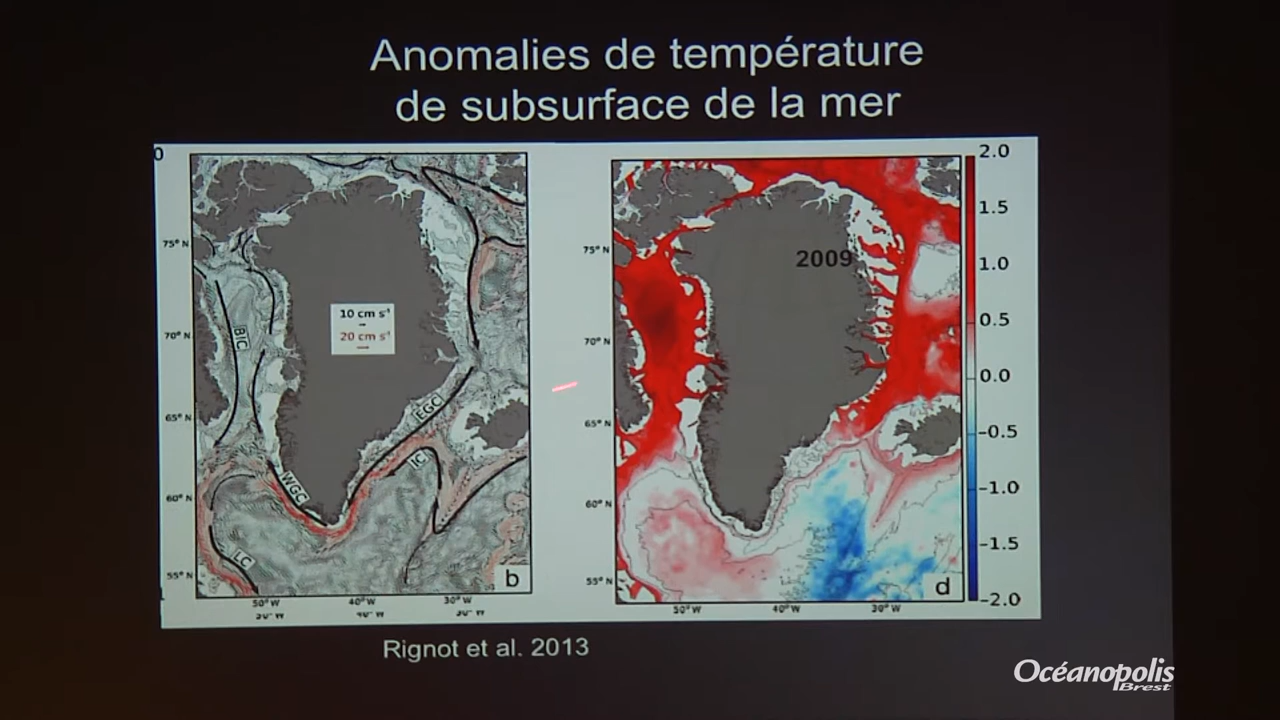 Anomalies de température
de subsurface de la mer
0
75° N
70° N
65° N
60° N
55° N
50° W
40° W
30° W
10 cm s⁻¹
20 cm s⁻¹
BIC
EGC
IC
WGC
LC
b
75° N
70° N
65° N
60° N
55° N
50° W
40° W
30° W
2009
d
2.0
1.5
1.0
0.5
0.0
-0.5
-1.0
-1.5
-2.0
Rignot et al. 2013
Océanopolis
Brest